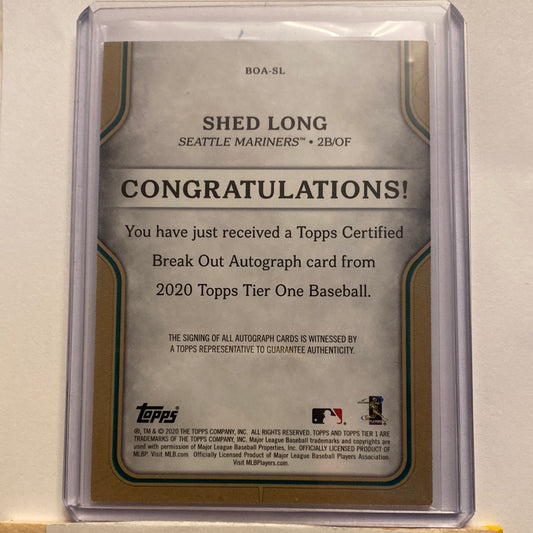 BOA-SL
SHED LONG
SEATTLE MARINERS™ • 2B/OF
CONGRATULATIONS!
You have just received a Topps Certified
Break Out Autograph card from
2020 Topps Tier One Baseball.
THE SIGNING OF ALL AUTOGRAPH CARDS IS WITNESSED BY
A TOPPS REPRESENTATIVE TO GUARANTEE AUTHENTICITY.
topps
®, TM & © 2020 THE TOPPS COMPANY, INC. ALL RIGHTS RESERVED. TOPPS AND TOPPS TIER 1 ARE
TRADEMARKS OF THE TOPPS COMPANY, INC. Major League Baseball trademarks and copyrights are
used with permission of Major League Baseball Properties, Inc. OFFICIALLY LICENSED PRODUCT OF
MLBP. Visit MLB.com. Officially Licensed Product of Major League Baseball Players Association.
Visit MLBPlayers.com.